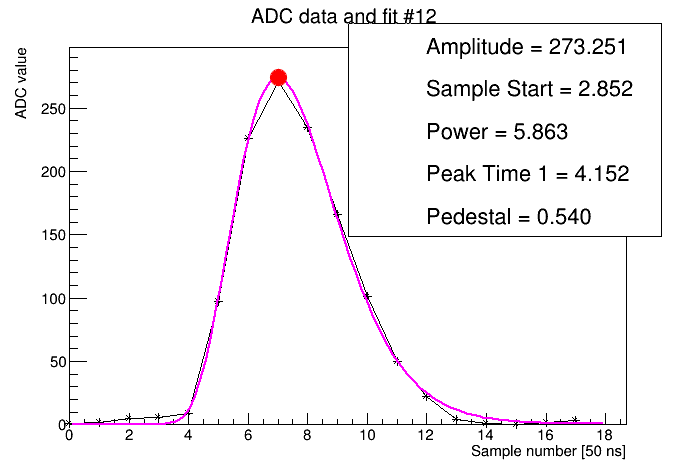 ADC data and fit #12
ADC value
Amplitude = 273.251
Sample Start = 2.852
Power = 5.863
Peak Time 1 = 4.152
Pedestal = 0.540
250
200
150
100
50
0
0 2 4 6 8 10 12 14 16 18
Sample number [50 ns]